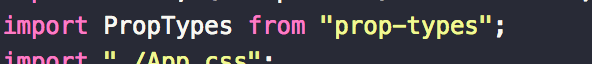 import PropTypes from "prop-types";
import "./App.css";